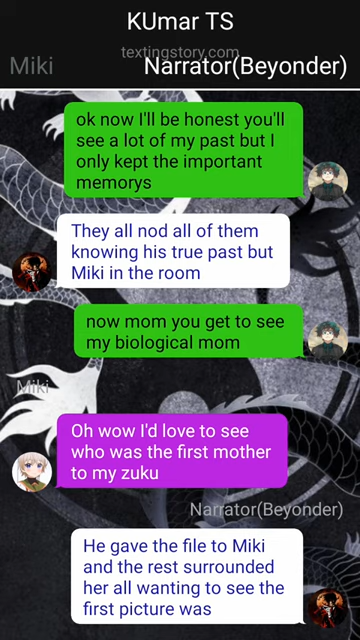 KUmar TS
textingstory.com
Miki
Narrator(Beyonder)
ok now I'll be honest you'll
see a lot of my past but I
only kept the important
memorys
They all nod all of them
knowing his true past but
Miki in the room
now mom you get to see
my biological mom
Miki
Oh wow I'd love to see
who was the first mother
to my zuku
Narrator(Beyonder)
He gave the file to Miki
and the rest surrounded
her all wanting to see the
first picture was